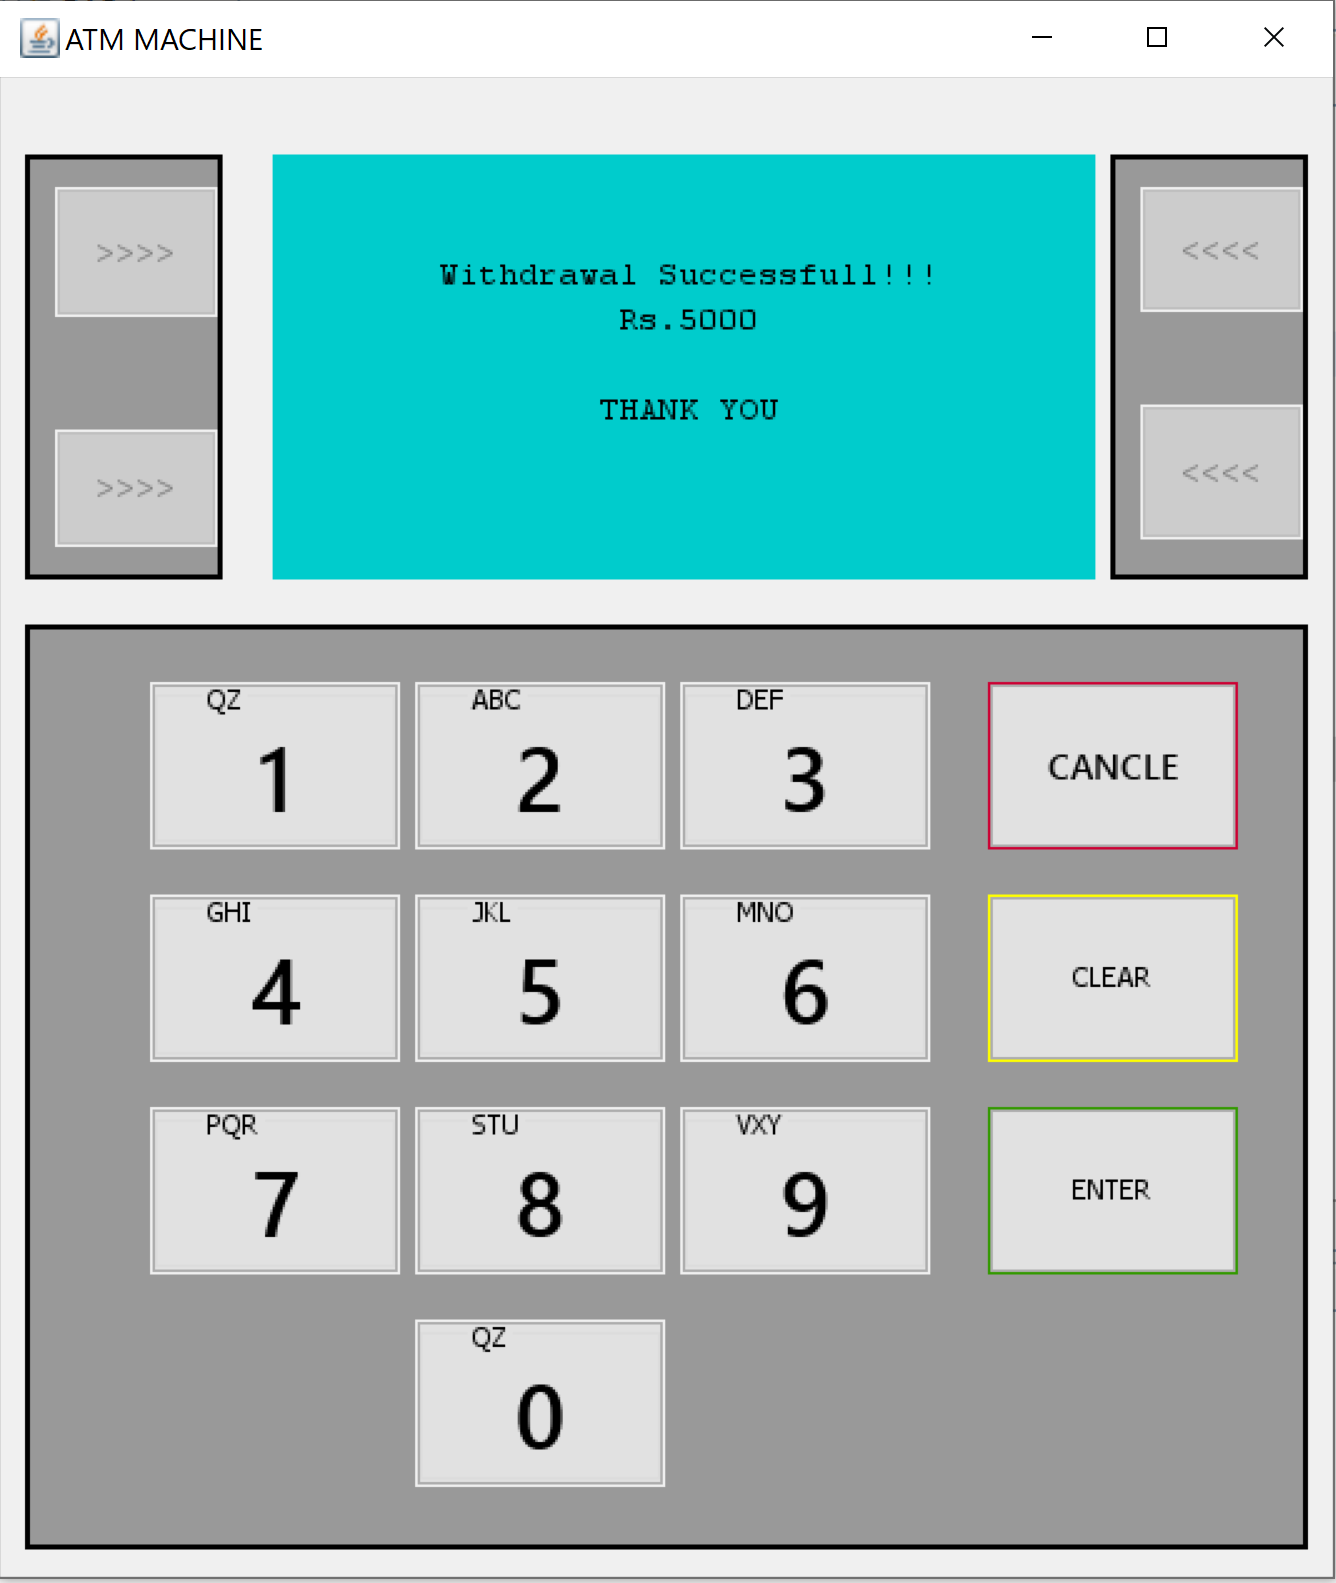 ATM MACHINE
>>>>
<<<<
Withdrawal Successfull!!!
Rs.5000
THANK YOU
>>>>
<<<<
QZ
1
ABC
2
DEF
3
CANCLE
GHI
4
JKL
5
MNO
6
CLEAR
PQR
7
STU
8
VXY
9
ENTER
QZ
0